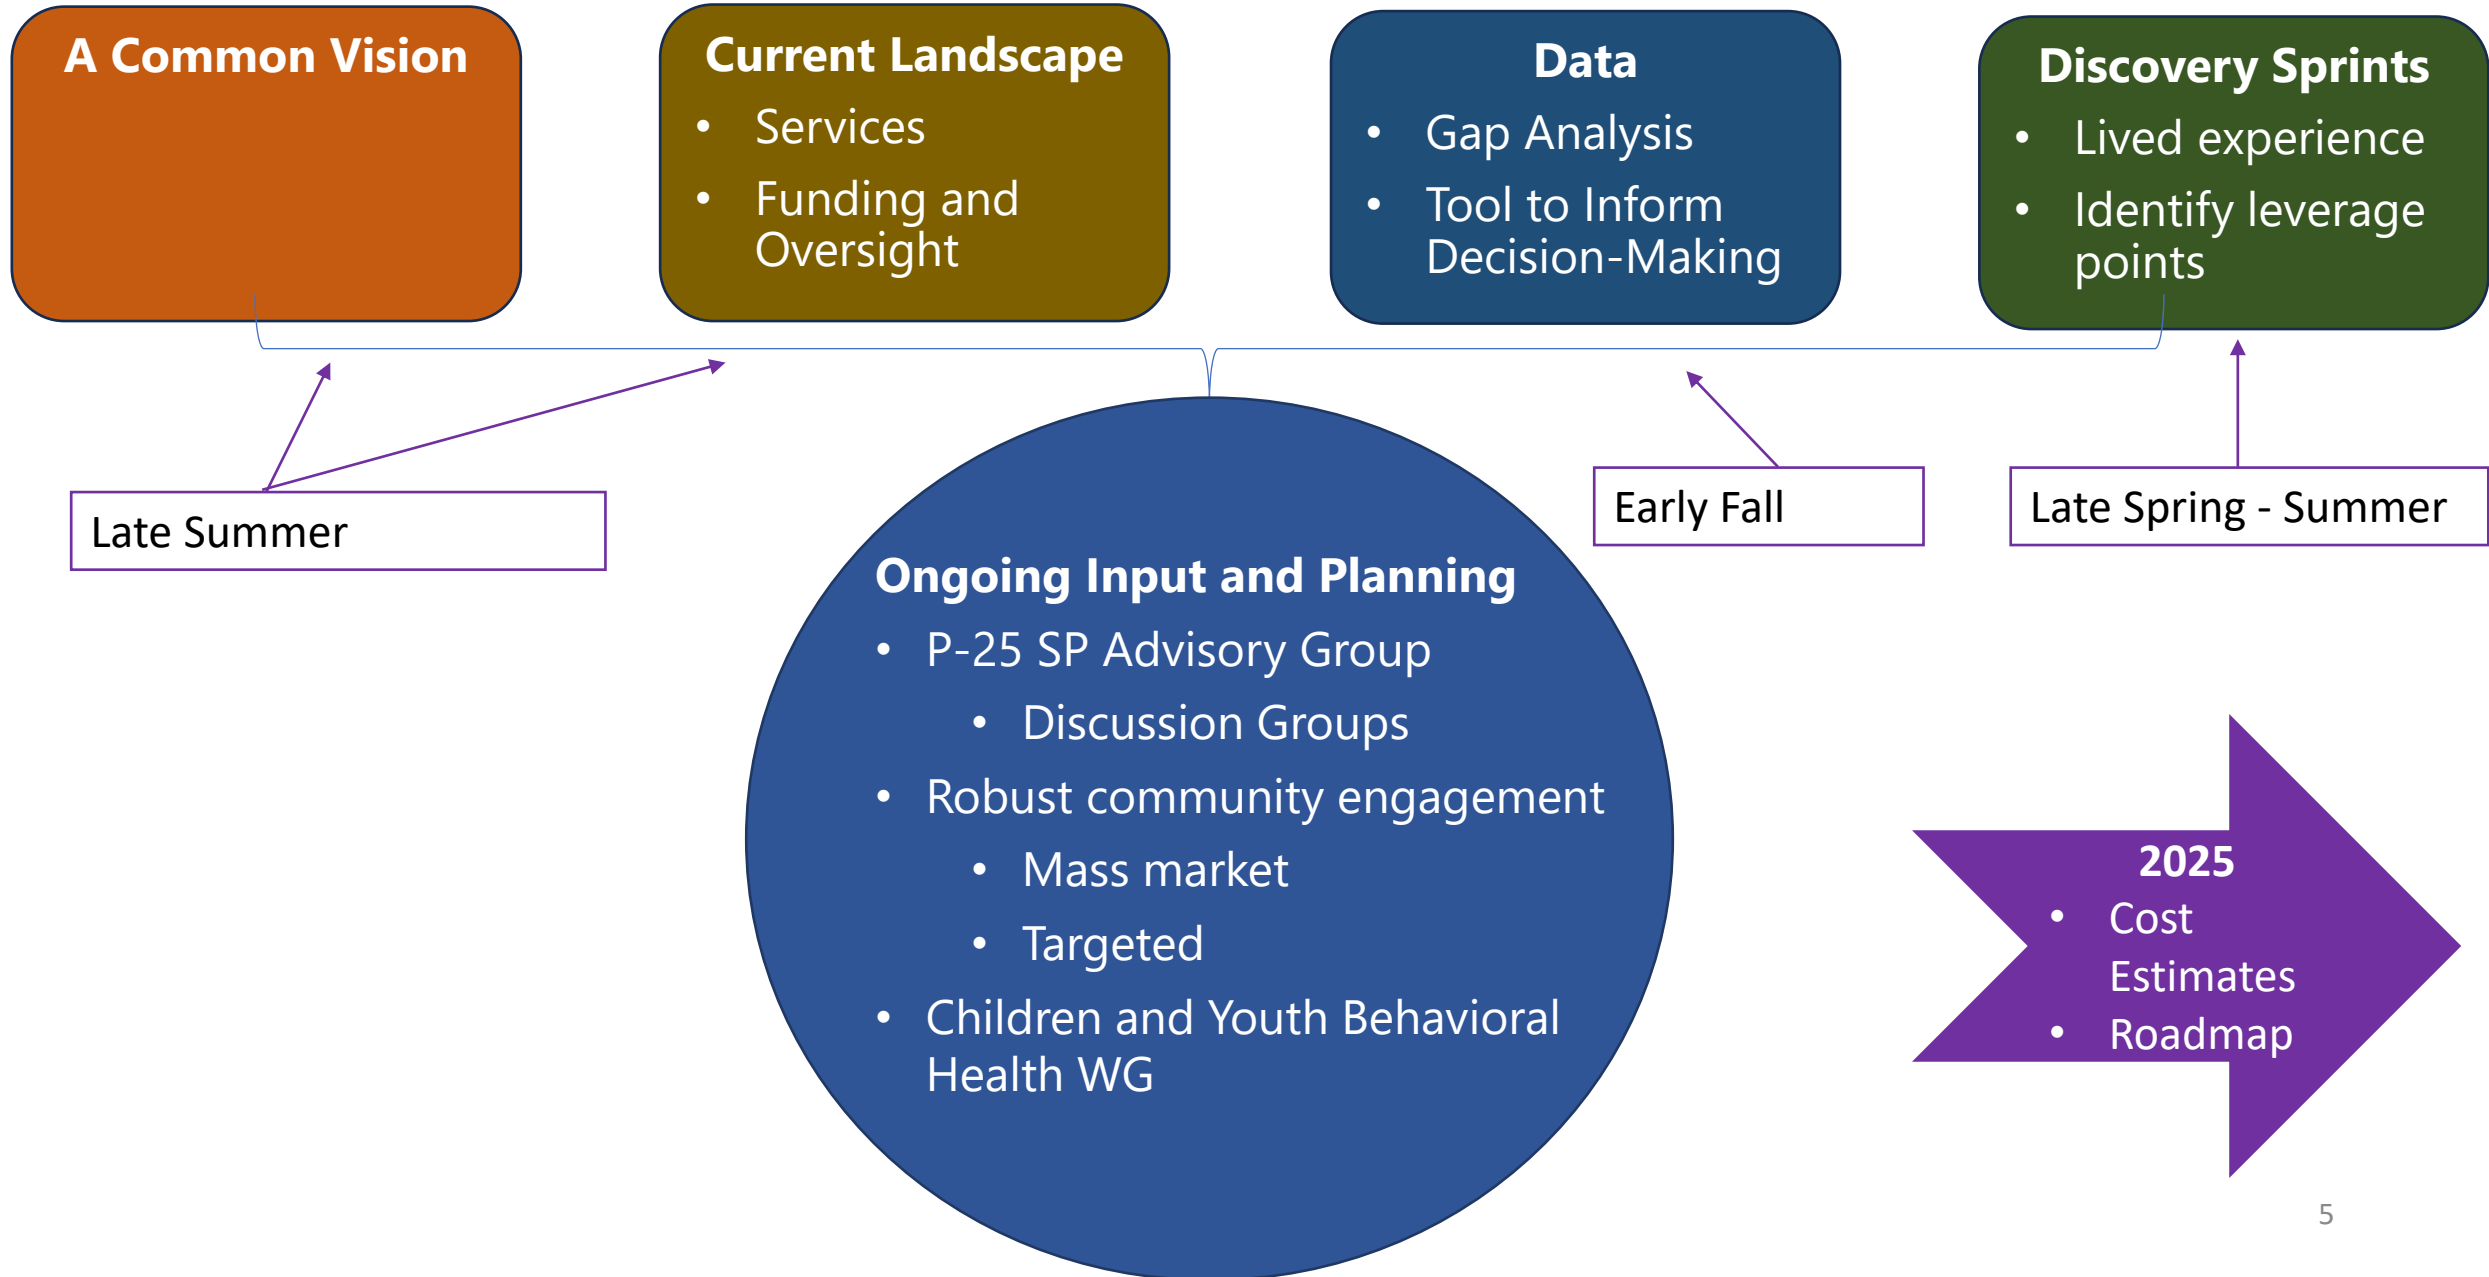 A Common Vision
Current Landscape
• Services
• Funding and
Oversight
Data
• Gap Analysis
• Tool to Inform
Decision-Making
Discovery Sprints
• Lived experience
• Identify leverage
points
Late Summer
Early Fall
Late Spring - Summer
Ongoing Input and Planning
• P-25 SP Advisory Group
• Discussion Groups
• Robust community engagement
• Mass market
• Targeted
• Children and Youth Behavioral
Health WG
2025
• Cost
Estimates
• Roadmap
5